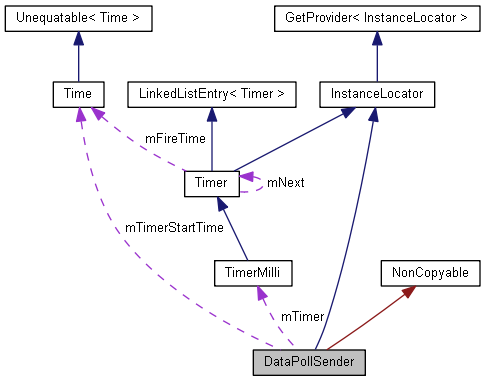 Unequatable< Time >
GetProvider< InstanceLocator >
Time
LinkedListEntry< Timer >
InstanceLocator
mFireTime
Timer
mNext
mTimerStartTime
TimerMilli
NonCopyable
mTimer
DataPollSender